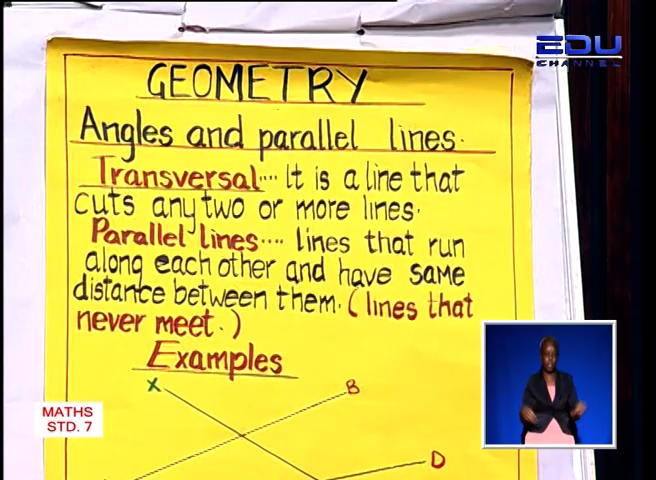 EDU
CHANNEL
GEOMETRY
Angles and parallel lines.
Transversal.... It is a line that
cuts any two or more lines.
Parallel lines.... lines that run
along each other and have same
distance between them. (lines that
never meet.)
Examples
X
B
D
MATHS
STD. 7